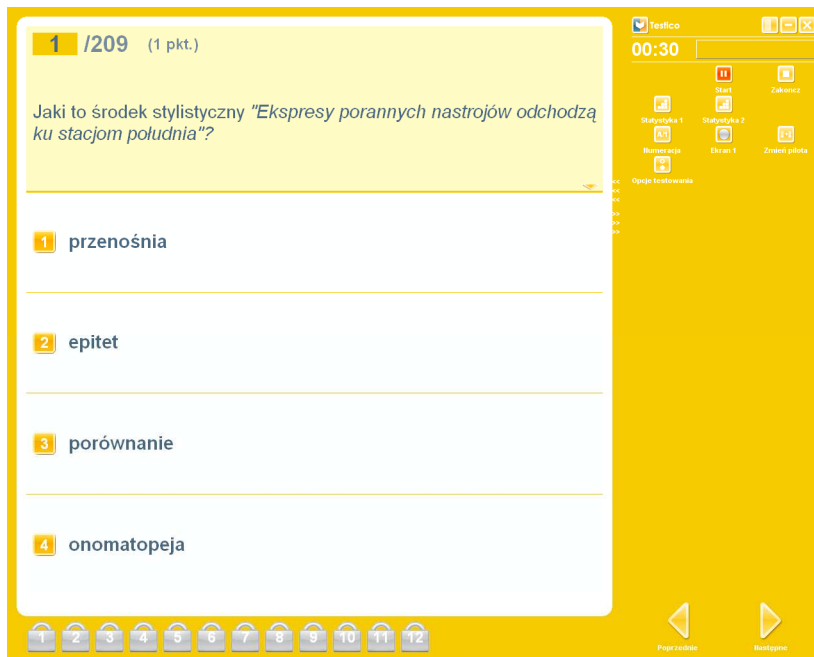 1 /209 (1 pkt.)
Jaki to środek stylistyczny "Ekspresy porannych nastrojów odchodzą
ku stacjom południa"?
1 przenośnia
2 epitet
3 porównanie
4 onomatopeja
1 2 3 4 5 6 7 8 9 10 11 12
Testico
00:30
Start Zakoncz
Statystyka 1 Statystyka 2
Numeracja Ekran 1 Zmień pilota
Opcje testowania
<<
<<
<<
>>
>>
>>
Poprzednie Następne